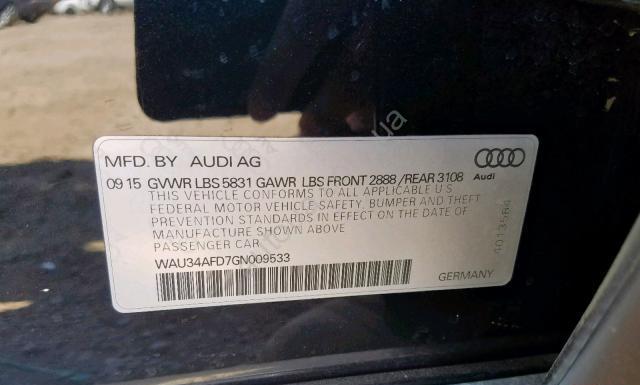 MFD. BY AUDI AG
09 15 GVWR LBS 5831 GAWR LBS FRONT 2888 /REAR 3108
Audi
THIS VEHICLE CONFORMS TO ALL APPLICABLE U S
FEDERAL MOTOR VEHICLE SAFETY, BUMPER AND THEFT
PREVENTION STANDARDS IN EFFECT ON THE DATE OF
MANUFACTURE SHOWN ABOVE
PASSENGER CAR
WAU34AFD7GN009533
GERMANY
4013564